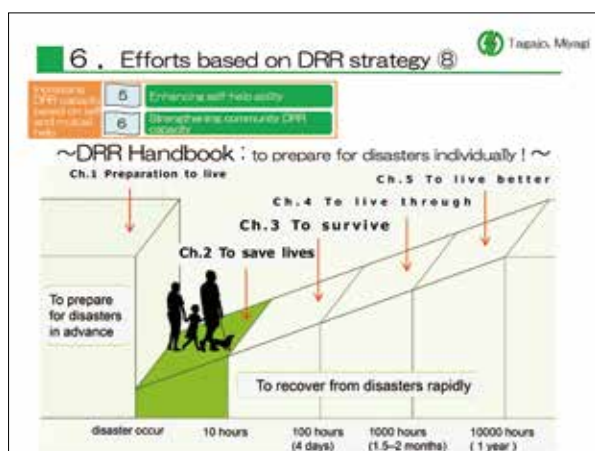 Tagajo, Miyagi
6. Efforts based on DRR strategy ⑧
Increasing
DRR capacity
based on self
and mutual
help
5 Enhancing self-help ability
6 Strengthening community DRR
capacity
~DRR Handbook : to prepare for disasters individually ! ~
Ch.1 Preparation to live
Ch.5 To live better
Ch.4 To live through
Ch.3 To survive
Ch.2 To save lives
To prepare
for disasters
in advance
To recover from disasters rapidly
disaster occur
10 hours
100 hours
(4 days)
1000 hours
(1.5-2 months)
10000 hours
( 1 year )